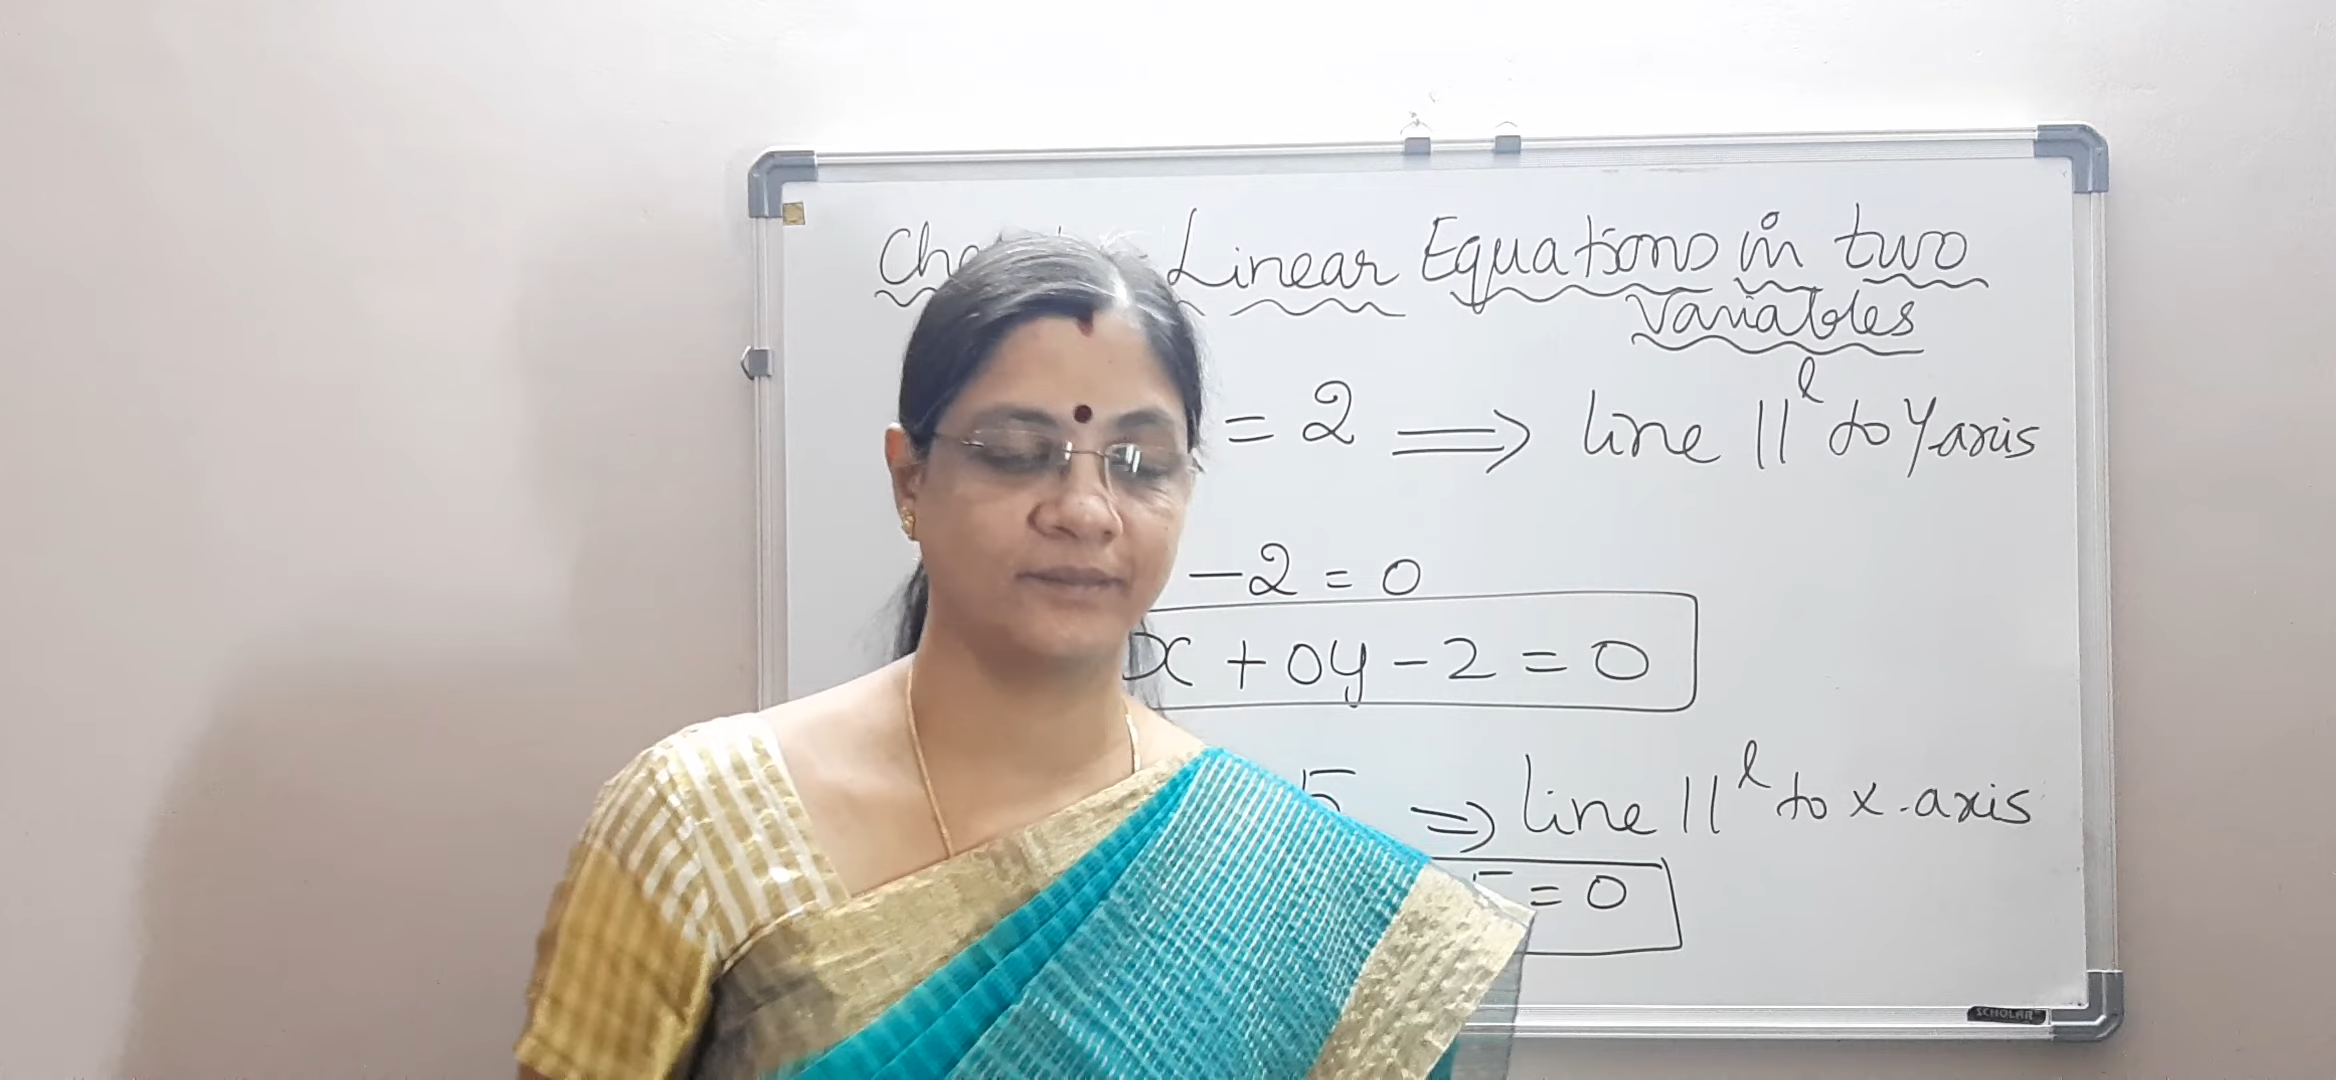 Linear Equations in two
Variables
= 2 ⟹ line ||ˡ to Y axis
-2 = 0
x + 0y - 2 = 0
5 ⇒ line ||ˡ to x-axis
= 0
SCHOLAR